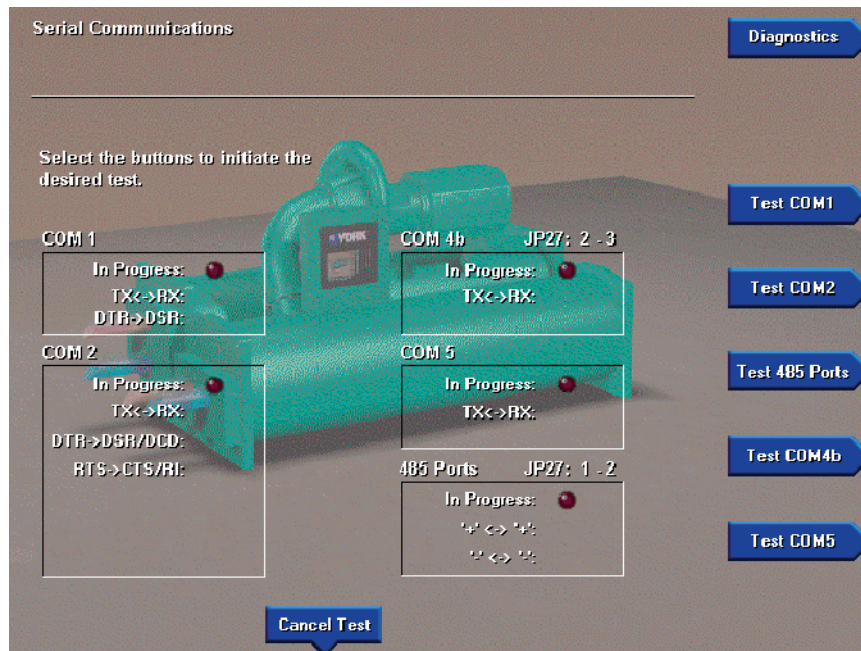 Serial Communications
Diagnostics
Select the buttons to initiate the
desired test.
Test COM1
Test COM2
Test 485 Ports
Test COM4b
Test COM5
COM 1
In Progress:
TX<->RX:
DTR->DSR:
COM 2
In Progress:
TX<->RX:
DTR->DSR/DCD:
RTS->CTS/RI:
YORK
COM 4b JP27: 2 - 3
In Progress:
TX<->RX:
COM 5
In Progress:
TX<->RX:
485 Ports JP27: 1 - 2
In Progress:
'+' <-> '+':
'-' <-> '-':
Cancel Test